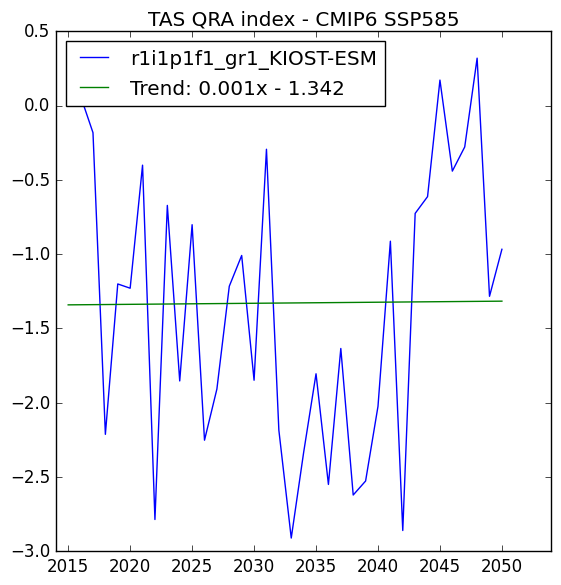 TAS QRA index - CMIP6 SSP585
r1i1p1f1_gr1_KIOST-ESM
Trend: 0.001x - 1.342
0.5
0.0
−0.5
−1.0
−1.5
−2.0
−2.5
−3.0
2015 2020 2025 2030 2035 2040 2045 2050